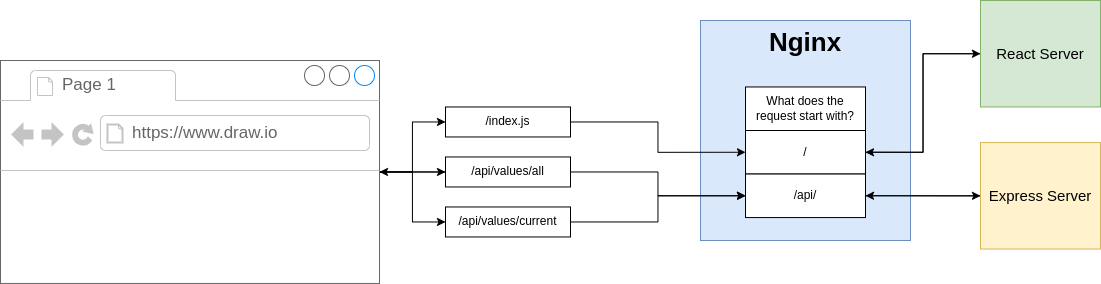 Page 1
https://www.draw.io
/index.js
/api/values/all
/api/values/current
Nginx
What does the
request start with?
/
/api/
React Server
Express Server